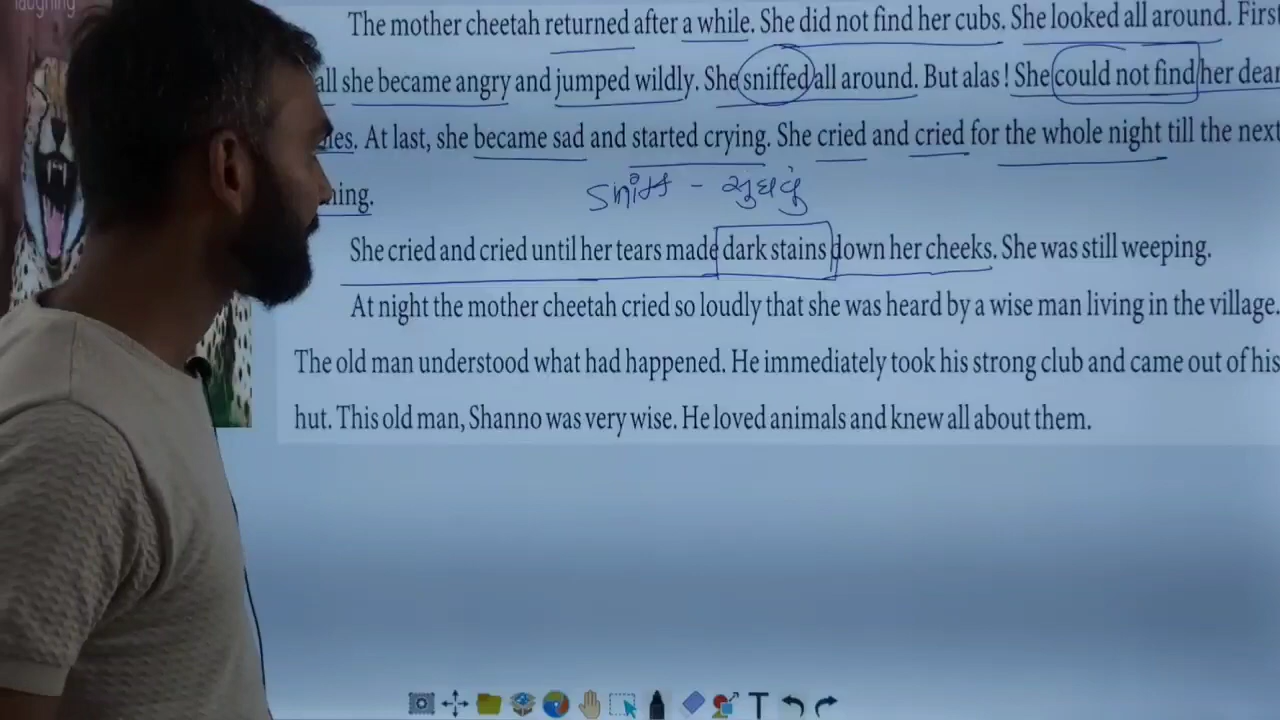 laughing
The mother cheetah returned after a while. She did not find her cubs. She looked all around. First
all she became angry and jumped wildly. She sniffed all around. But alas ! She could not find her dear
At last, she became sad and started crying. She cried and cried for the whole night till the next
sniff - સુંઘવું
She cried and cried until her tears made dark stains down her cheeks. She was still weeping.
At night the mother cheetah cried so loudly that she was heard by a wise man living in the village.
The old man understood what had happened. He immediately took his strong club and came out of his
hut. This old man, Shanno was very wise. He loved animals and knew all about them.
T